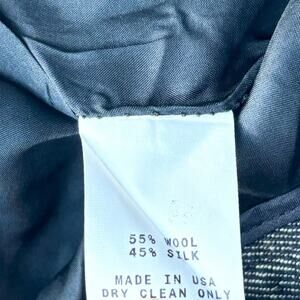 55% WOOL
45% SILK
MADE IN USA
DRY CLEAN ONLY